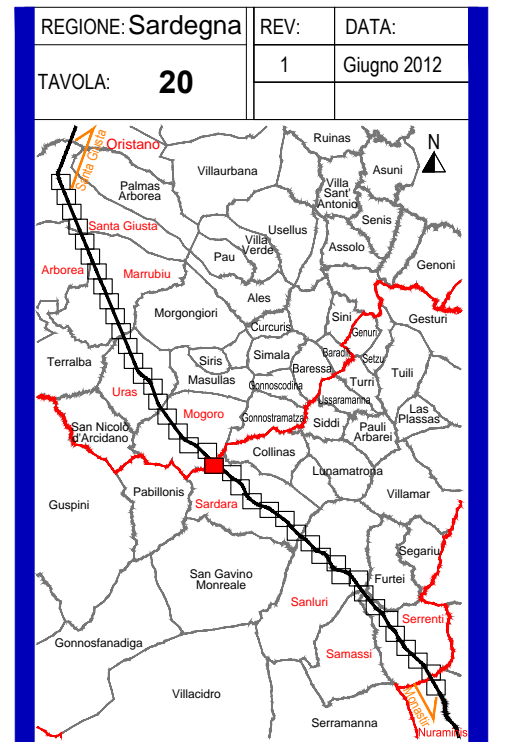 REGIONE: Sardegna
REV:
DATA:
TAVOLA: 20
1
Giugno 2012
Oristano
Santa Giusta
Ruinas
N
Villaurbana
Asuni
Palmas
Arborea
Villa
Sant'
Antonio
Senis
Santa Giusta
Usellus
Villa
Verde
Assolo
Pau
Genoni
Arborea
Marrubiu
Ales
Morgongiori
Sini
Gesturi
Curcuris
Genuri
Terralba
Siris
Simala
Baradili
Setzu
Masullas
Baressa
Tuili
Uras
Gonnoscodina
Turri
Ussaramanna
Mogoro
Gonnostramatza
Siddi
Las
Plassas
San Nicolò
d'Arcidano
Pauli
Arbarei
Collinas
Lunamatrona
Pabillonis
Villamar
Guspini
Sardara
Segariu
San Gavino
Monreale
Furtei
Sanluri
Serrenti
Gonnosfanadiga
Samassi
Villacidro
Monastir
Serramanna
Nuraminis